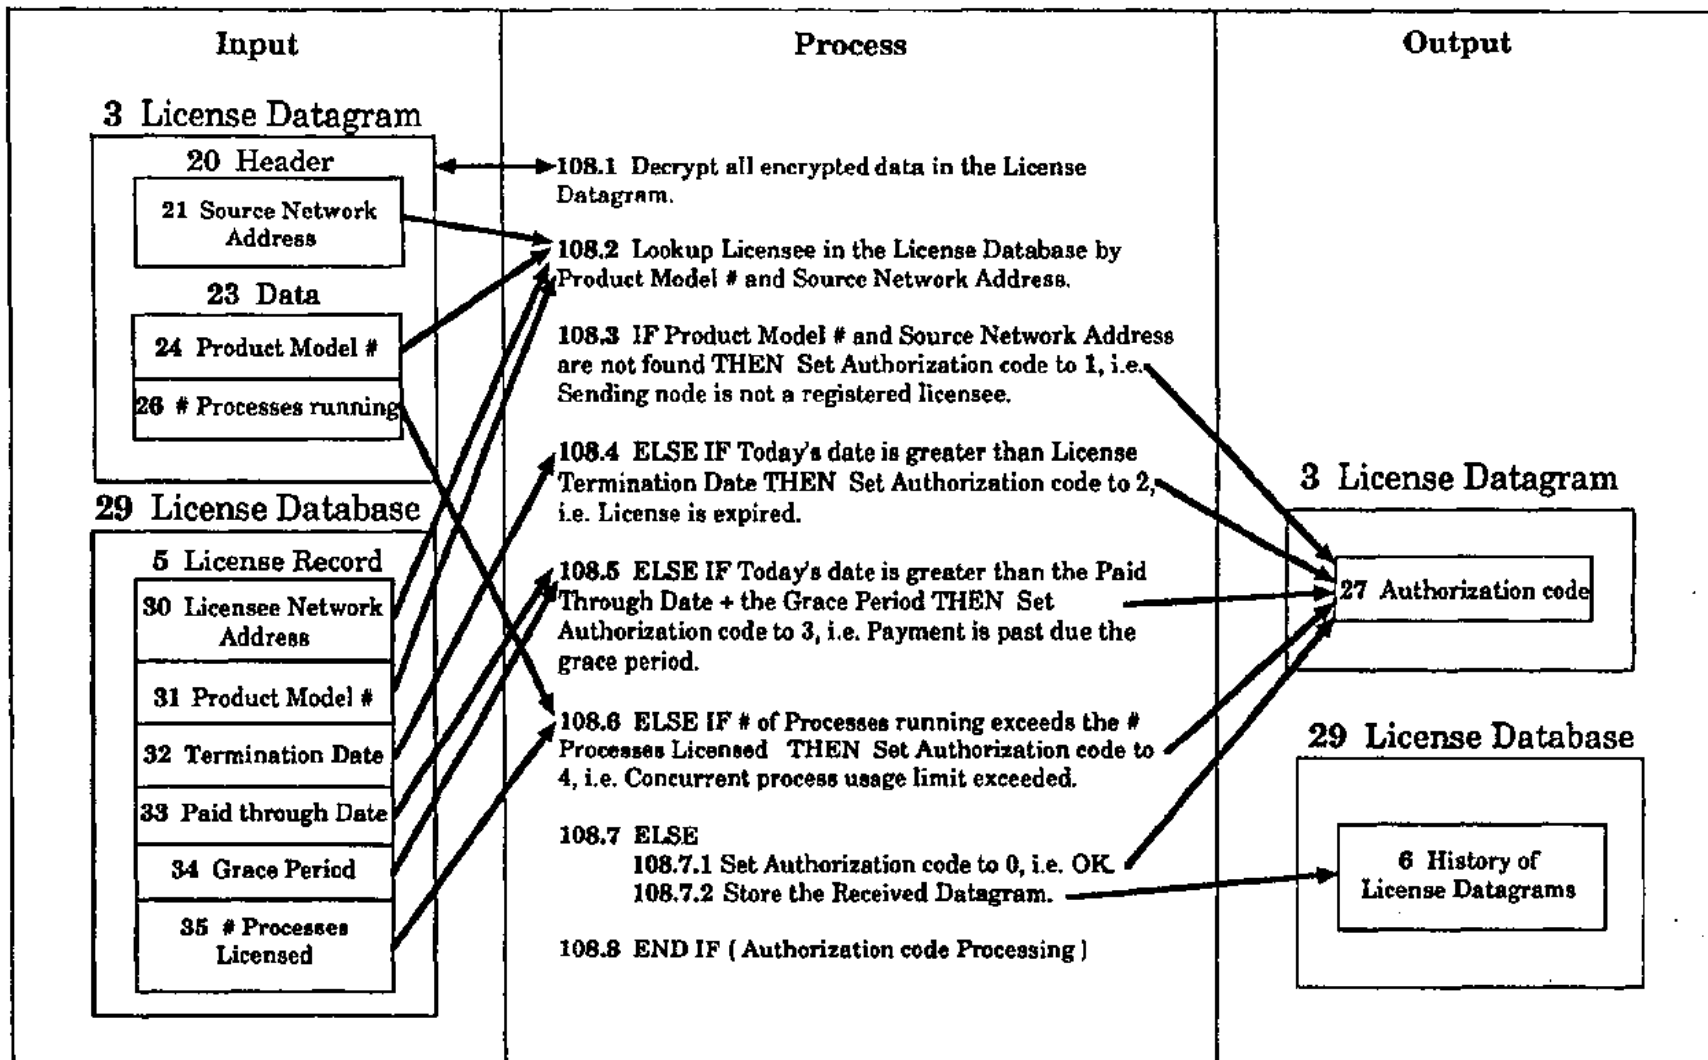 Input
Process
Output
3 License Datagram
20 Header
21 Source Network
Address
23 Data
24 Product Model #
26 # Processes running
29 License Database
5 License Record
30 Licensee Network
Address
31 Product Model #
32 Termination Date
33 Paid through Date
34 Grace Period
35 # Processes
Licensed
108.1 Decrypt all encrypted data in the License
Datagram.
108.2 Lookup Licensee in the License Database by
Product Model # and Source Network Address.
108.3 IF Product Model # and Source Network Address
are not found THEN Set Authorization code to 1, i.e.
Sending node is not a registered licensee.
108.4 ELSE IF Today's date is greater than License
Termination Date THEN Set Authorization code to 2,
i.e. License is expired.
108.5 ELSE IF Today's date is greater than the Paid
Through Date + the Grace Period THEN Set
Authorization code to 3, i.e. Payment is past due the
grace period.
108.6 ELSE IF # of Processes running exceeds the #
Processes Licensed THEN Set Authorization code to
4, i.e. Concurrent process usage limit exceeded.
108.7 ELSE
108.7.1 Set Authorization code to 0, i.e. OK.
108.7.2 Store the Received Datagram.
108.8 END IF ( Authorization code Processing )
3 License Datagram
27 Authorization code
29 License Database
6 History of
License Datagrams